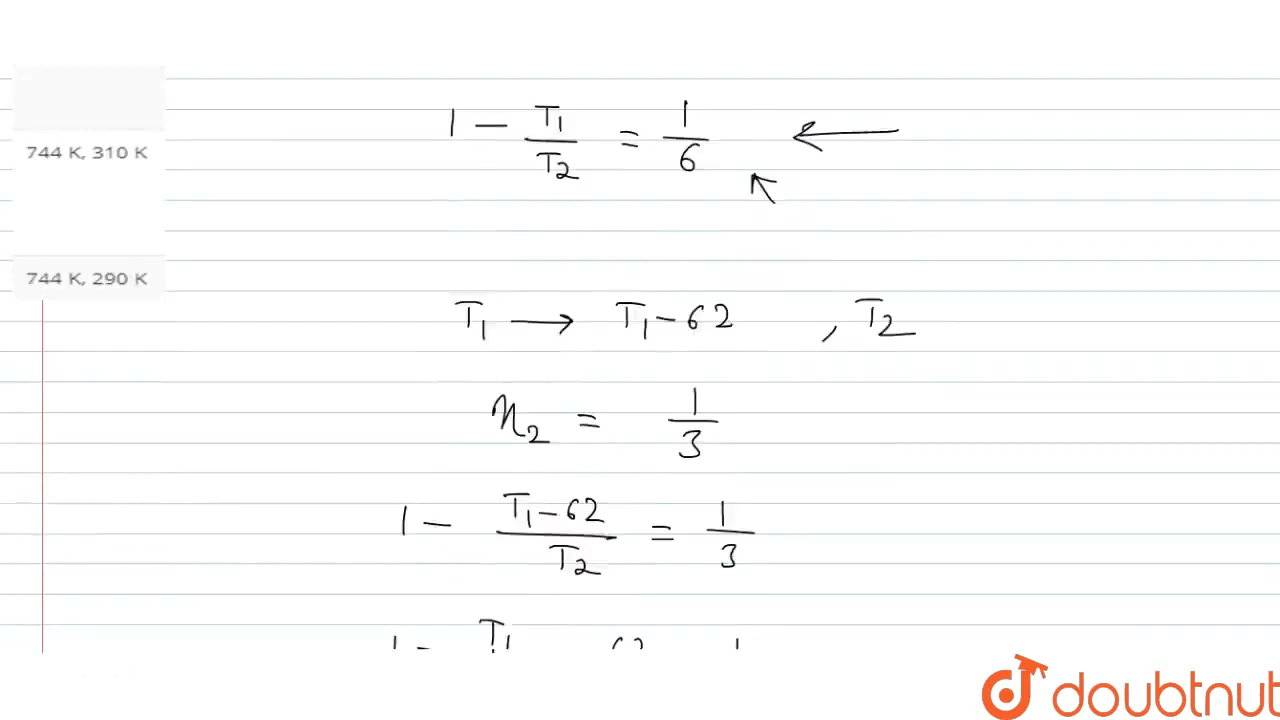 1 - T1/T2 = 1/6
744 K, 310 K
744 K, 290 K
T1 → T1-62 , T2
η2 = 1/3
1 - (T1-62)/T2 = 1/3
doubtnut